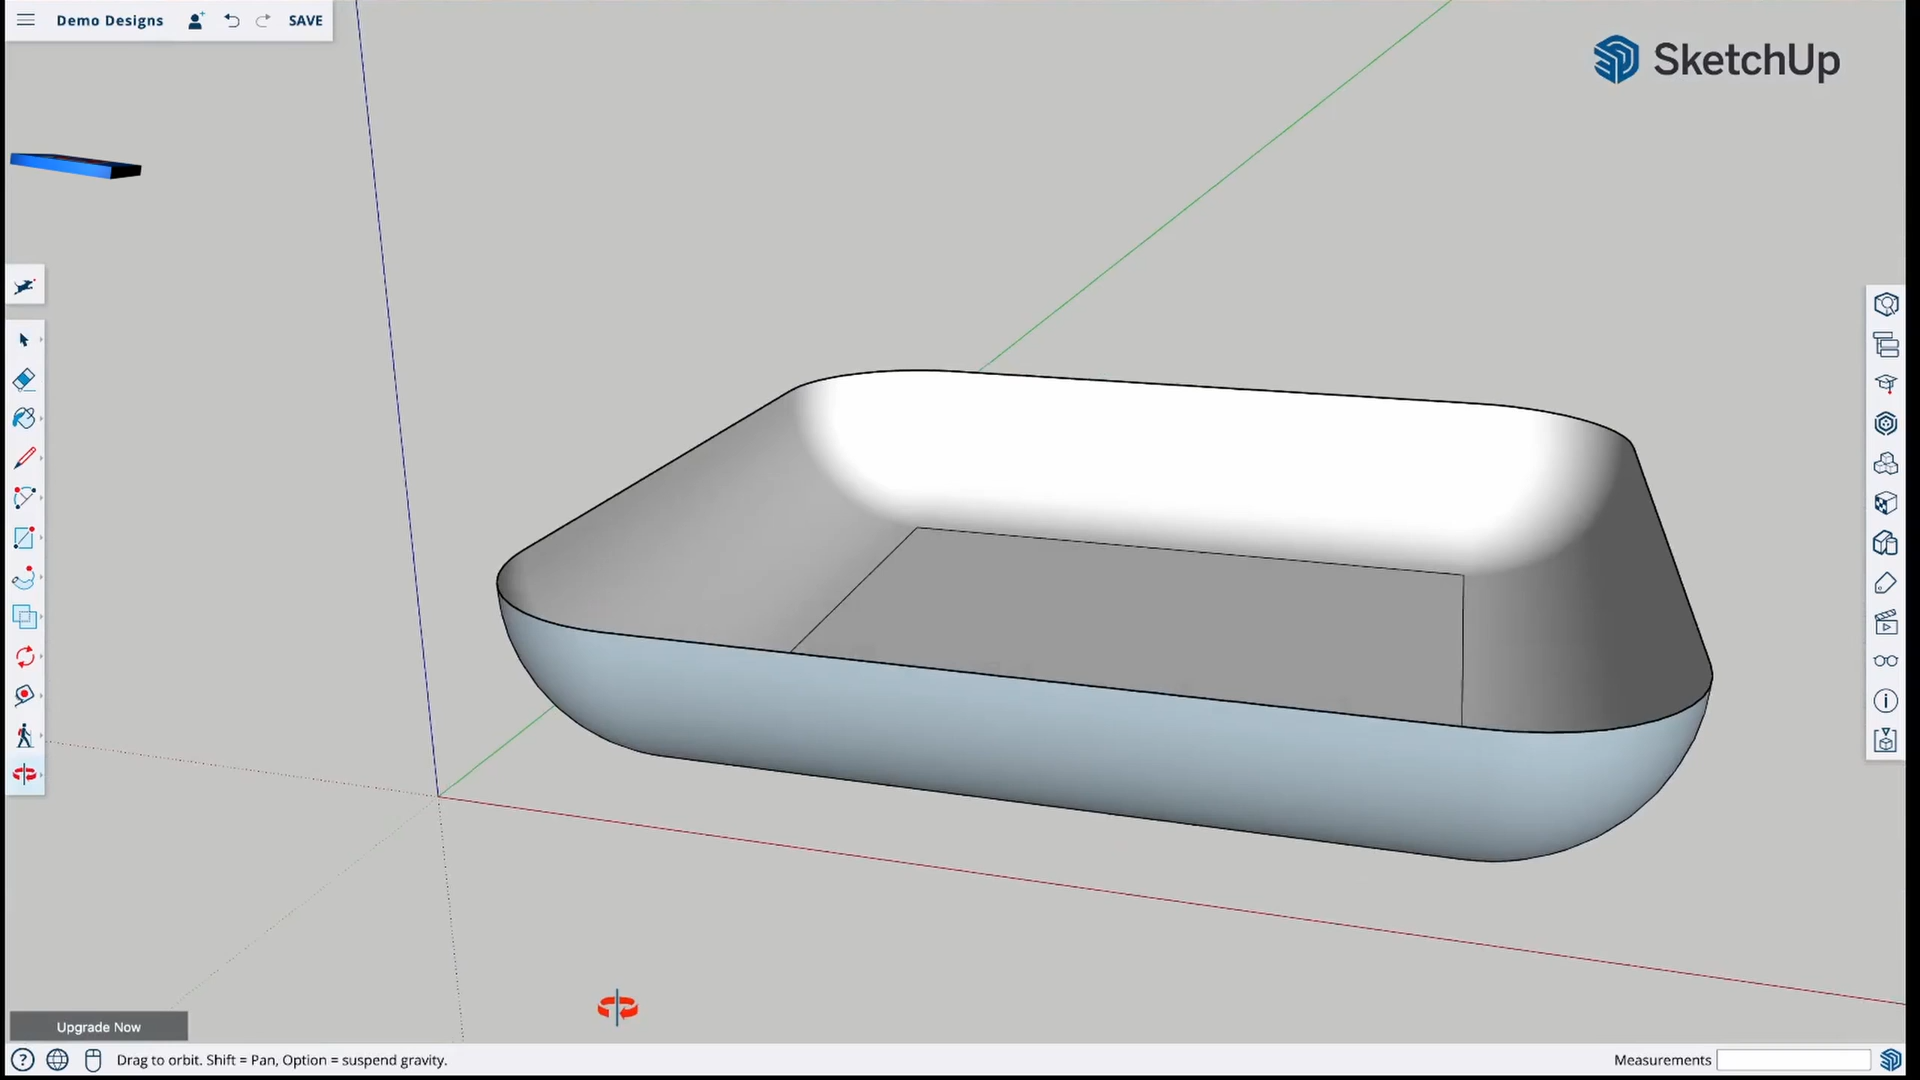 Demo Designs
SAVE
SketchUp
Upgrade Now
Drag to orbit. Shift = Pan, Option = suspend gravity.
Measurements